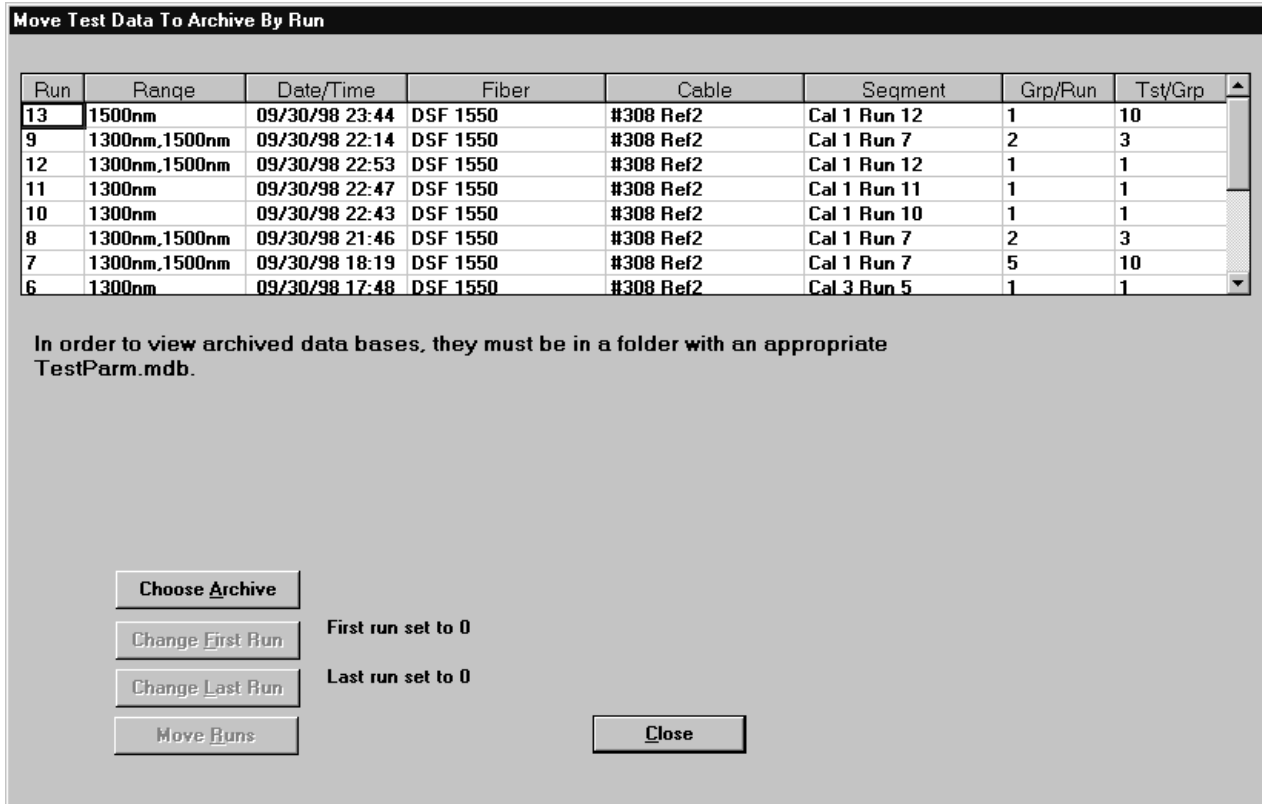 Move Test Data To Archive By Run
Run Range Date/Time Fiber Cable Segment Grp/Run Tst/Grp
13 1500nm 09/30/98 23:44 DSF 1550 #308 Ref2 Cal 1 Run 12 1 10
9 1300nm,1500nm 09/30/98 22:14 DSF 1550 #308 Ref2 Cal 1 Run 7 2 3
12 1300nm,1500nm 09/30/98 22:53 DSF 1550 #308 Ref2 Cal 1 Run 12 1 1
11 1300nm 09/30/98 22:47 DSF 1550 #308 Ref2 Cal 1 Run 11 1 1
10 1300nm 09/30/98 22:43 DSF 1550 #308 Ref2 Cal 1 Run 10 1 1
8 1300nm,1500nm 09/30/98 21:46 DSF 1550 #308 Ref2 Cal 1 Run 7 2 3
7 1300nm,1500nm 09/30/98 18:19 DSF 1550 #308 Ref2 Cal 1 Run 7 5 10
6 1300nm 09/30/98 17:48 DSF 1550 #308 Ref2 Cal 3 Run 5 1 1
In order to view archived data bases, they must be in a folder with an appropriate
TestParm.mdb.
Choose Archive
Change First Run First run set to 0
Change Last Run Last run set to 0
Move Runs
Close